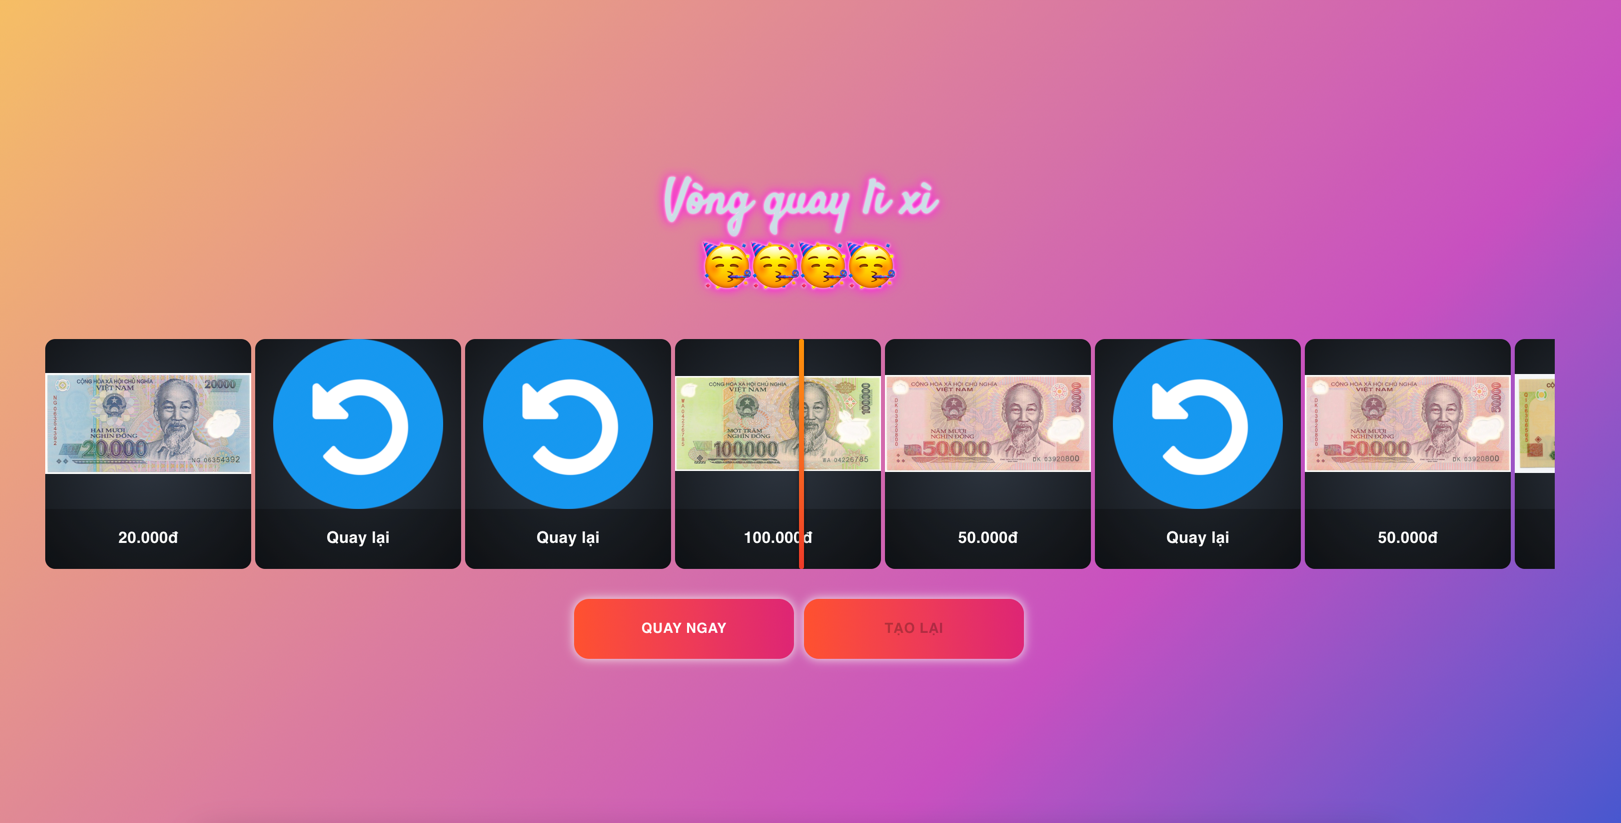 Vòng quay lì xì
CỘNG HÒA XÃ HỘI CHỦ NGHĨA
VIỆT NAM
20000
HAI MƯƠI
NGHÌN ĐỒNG
20.000
NG 06354392
20.000đ
Quay lại
Quay lại
CỘNG HÒA XÃ HỘI CHỦ NGHĨA
VIỆT NAM
100000
MỘT TRĂM
NGHÌN ĐỒNG
100.000
100.000đ
CỘNG HÒA XÃ HỘI CHỦ NGHĨA
VIỆT NAM
50000
NĂM MƯƠI
NGHÌN ĐỒNG
50.000
DK 03920800
50.000đ
Quay lại
CỘNG HÒA XÃ HỘI CHỦ NGHĨA
VIỆT NAM
50000
NĂM MƯƠI
NGHÌN ĐỒNG
50.000
DK 03920800
50.000đ
QUAY NGAY
TẠO LẠI